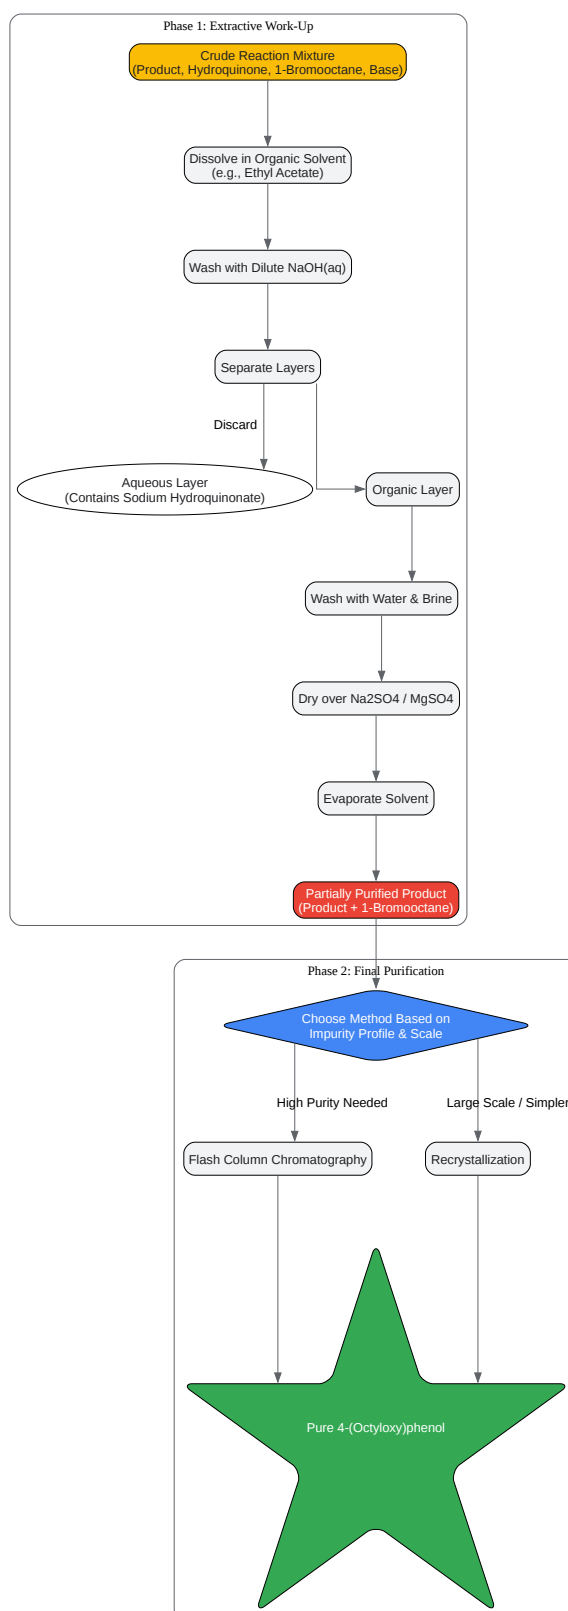 Phase 1: Extractive Work-Up
Crude Reaction Mixture
(Product, Hydroquinone, 1-Bromooctane, Base)
Dissolve in Organic Solvent
(e.g., Ethyl Acetate)
Wash with Dilute NaOH(aq)
Separate Layers
Discard
Aqueous Layer
(Contains Sodium Hydroquinonate)
Organic Layer
Wash with Water & Brine
Dry over Na2SO4 / MgSO4
Evaporate Solvent
Partially Purified Product
(Product + 1-Bromooctane)
Phase 2: Final Purification
Choose Method Based on
Impurity Profile & Scale
High Purity Needed
Large Scale / Simpler
Flash Column Chromatography
Recrystallization
Pure 4-(Octyloxy)phenol